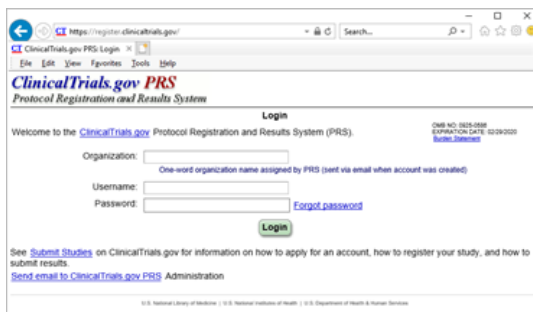 https://register.clinicaltrials.gov/
Search...
CT ClinicalTrials.gov PRS: Login
File Edit View Favorites Tools Help
ClinicalTrials.gov PRS
Protocol Registration and Results System
Login
OMB NO: 0925-0586
EXPIRATION DATE: 02/29/2020
Burden Statement
Welcome to the ClinicalTrials.gov Protocol Registration and Results System (PRS).
Organization:
One-word organization name assigned by PRS (sent via email when account was created)
Username:
Password:
Forgot password
Login
See Submit Studies on ClinicalTrials.gov for information on how to apply for an account, how to register your study, and how to
submit results.
Send email to ClinicalTrials.gov PRS Administration
U.S. National Library of Medicine | U.S. National Institutes of Health | U.S. Department of Health & Human Services